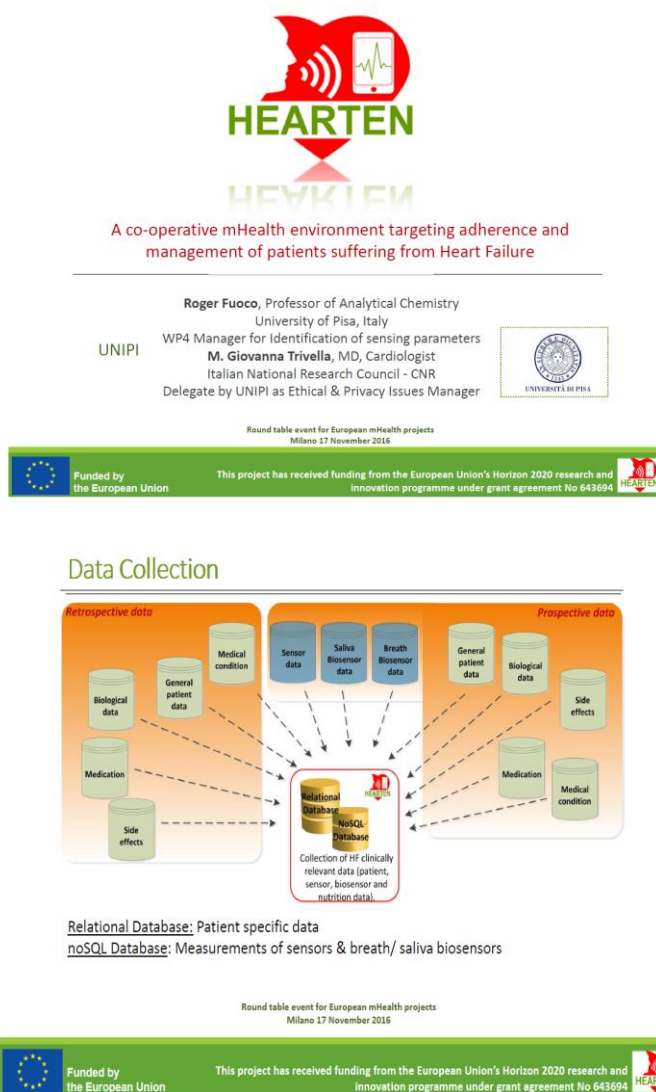 HEARTEN
A co-operative mHealth environment targeting adherence and
management of patients suffering from Heart Failure
Roger Fuoco, Professor of Analytical Chemistry
University of Pisa, Italy
UNIPI
WP4 Manager for Identification of sensing parameters
M. Giovanna Trivella, MD, Cardiologist
Italian National Research Council - CNR
Delegate by UNIPI as Ethical & Privacy Issues Manager
UNIVERSITÀ DI PISA
Round table event for European mHealth projects
Milano 17 November 2016
Funded by
the European Union
This project has received funding from the European Union's Horizon 2020 research and
innovation programme under grant agreement No 643694
HEARTEN
Data Collection
Retrospective data
Prospective data
Medical
condition
General
patient
data
Biological
data
Medication
Side
effects
Sensor
data
Saliva
Biosensor
data
Breath
Biosensor
data
General
patient
data
Biological
data
Side
effects
Medication
Medical
condition
HEARTEN
Relational
Database
NoSQL
Database
Collection of HF clinically
relevant data (patient,
sensor, biosensor and
nutrition data).
Relational Database: Patient specific data
noSQL Database: Measurements of sensors & breath/ saliva biosensors
Round table event for European mHealth projects
Milano 17 November 2016
Funded by
the European Union
This project has received funding from the European Union's Horizon 2020 research and
innovation programme under grant agreement No 643694